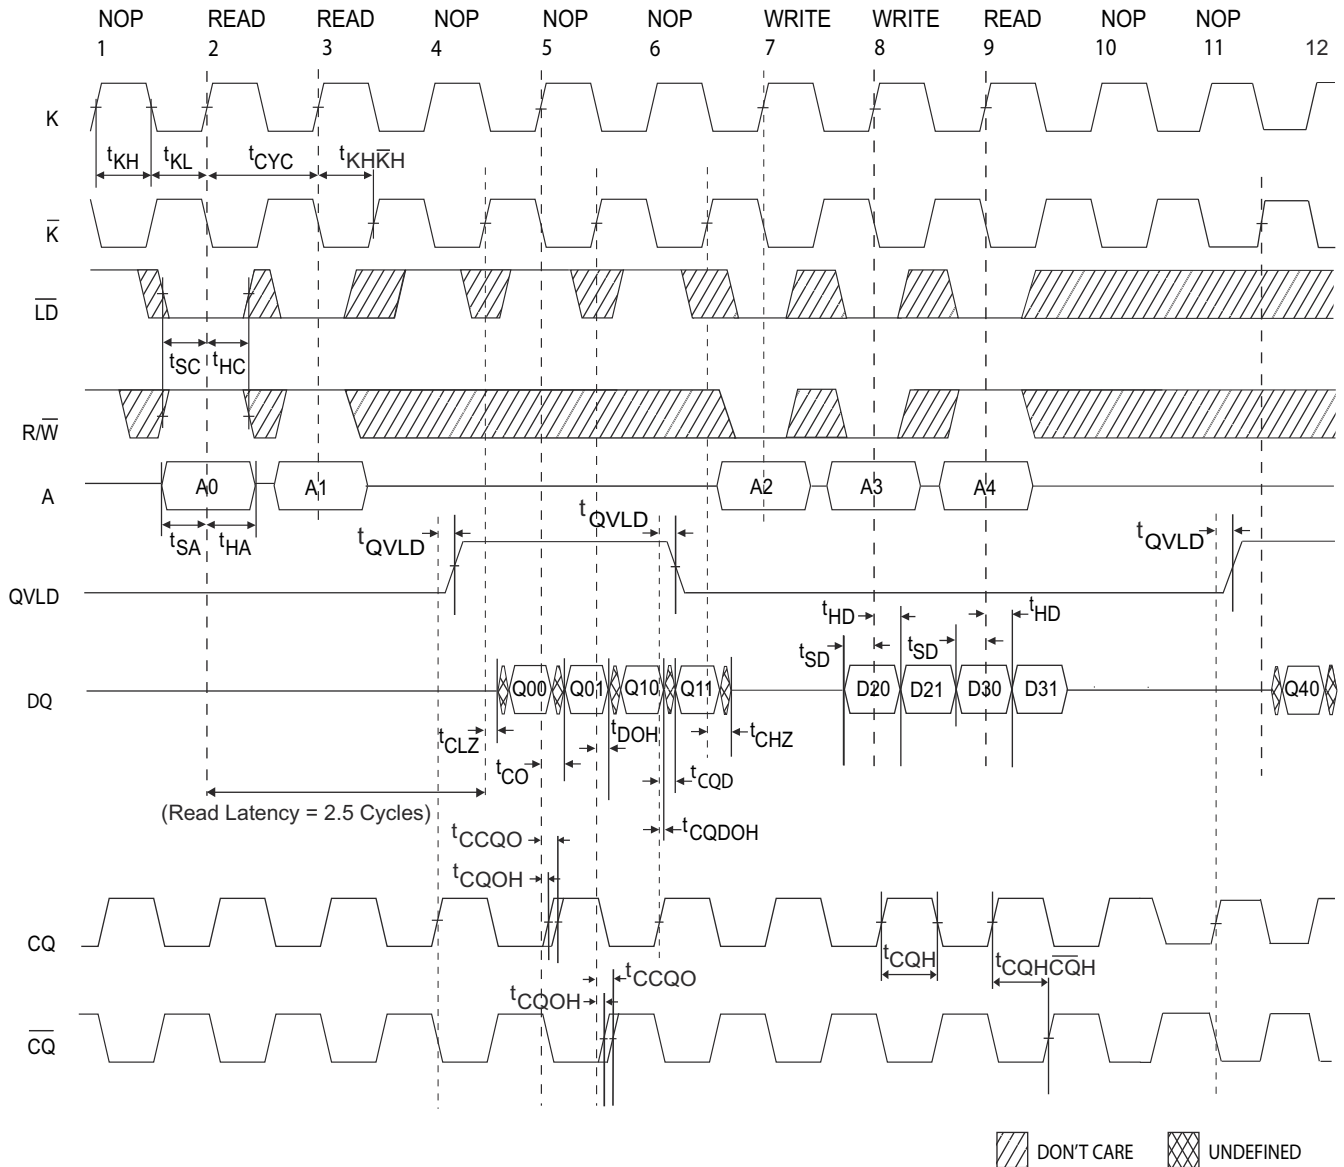 NOP READ READ NOP NOP NOP WRITE WRITE READ NOP NOP
1 2 3 4 5 6 7 8 9 10 11 12
K
tKH tKL tCYC tKHK̅H
K̅
L̅D̅
tSC tHC
R/W̅
A A0 A1 A2 A3 A4
tSA tHA tQVLD tQVLD tQVLD
QVLD
tHD tHD
tSD tSD
DQ Q00 Q01 Q10 Q11 D20 D21 D30 D31 Q40
tCLZ tDOH tCHZ
tCO tCQD
(Read Latency = 2.5 Cycles)
tCQDOH
tCCQO
tCQOH
CQ
tCQH tCQHC̅Q̅H
tCCQO
tCQOH
C̅Q̅
DON'T CARE UNDEFINED